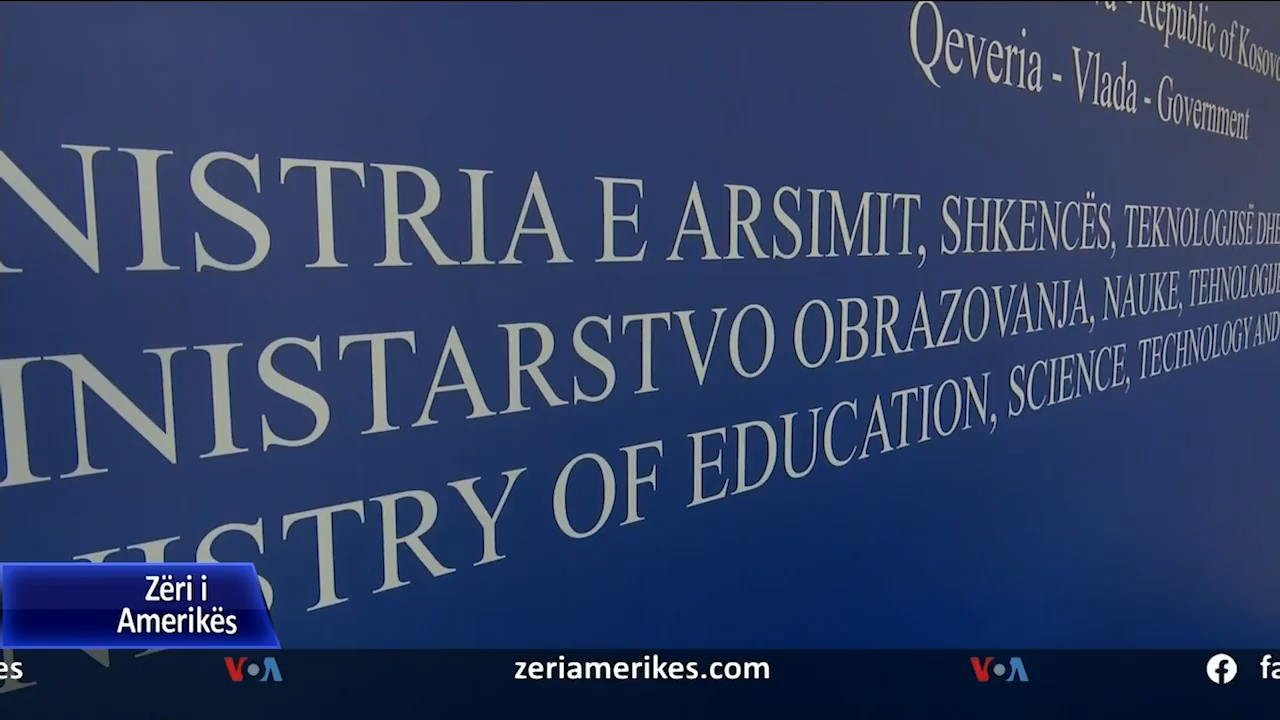 Republic of Kosovo
Qeveria - Vlada - Government
NISTRIA E ARSIMIT, SHKENCËS, TEKNOLOGJISË DHE
INISTARSTVO OBRAZOVANJA, NAUKE, TEHNOLOGIJE
NISTRY OF EDUCATION, SCIENCE, TECHNOLOGY AND
Zëri i
Amerikës
VOA zeriamerikes.com VOA